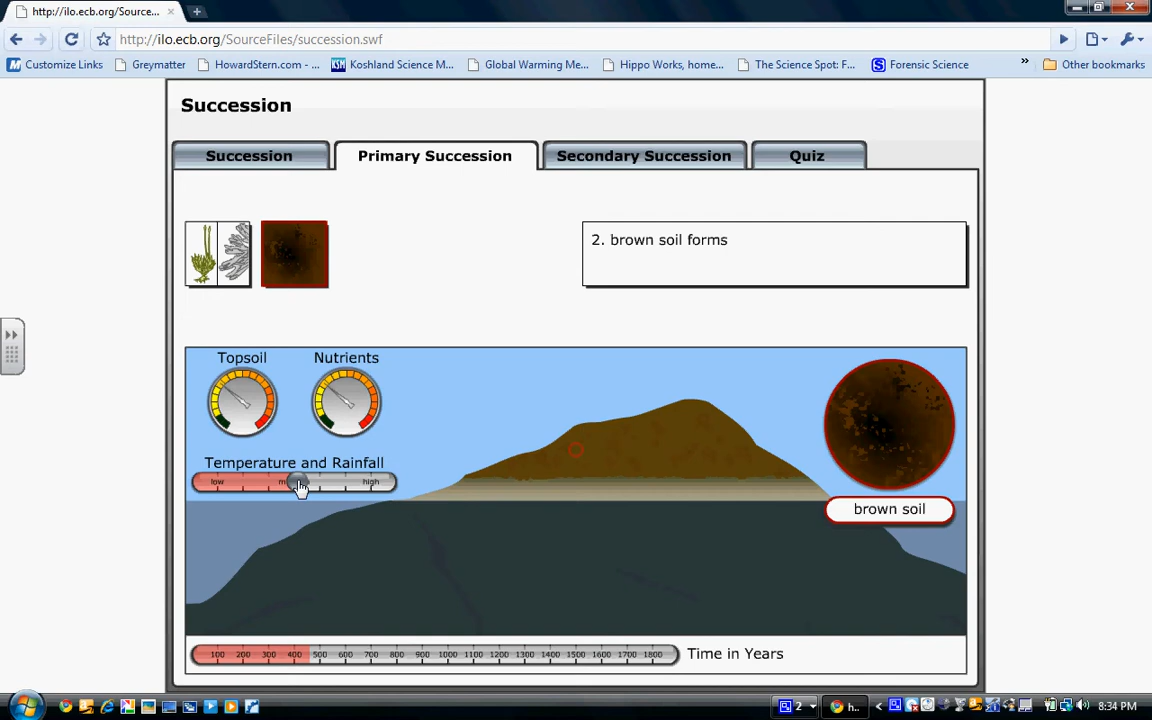 http://ilo.ecb.org/Source...
http://ilo.ecb.org/SourceFiles/succession.swf
Customize Links
Greymatter
HowardStern.com - ...
KSM Koshland Science M...
Global Warming Me...
Hippo Works, home...
The Science Spot: F...
S Forensic Science
»
Other bookmarks
Succession
Succession
Primary Succession
Secondary Succession
Quiz
2. brown soil forms
Topsoil
Nutrients
Temperature and Rainfall
low
high
brown soil
100 200 300 400 500 600 700 800 900 1000 1100 1200 1300 1400 1500 1600 1700 1800
Time in Years
2
h..
8:34 PM